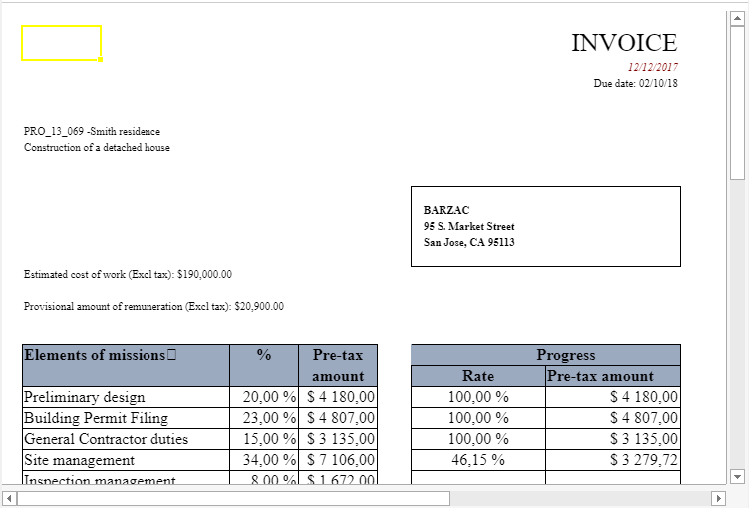 INVOICE
12/12/2017
Due date: 02/10/18
PRO_13_069 -Smith residence
Construction of a detached house
BARZAC
95 S. Market Street
San Jose, CA 95113
Estimated cost of work (Excl tax): $190,000.00
Provisional amount of remuneration (Excl tax): $20,900.00
Elements of missions % Pre-tax amount Progress
Rate Pre-tax amount
Preliminary design 20,00 % $ 4 180,00 100,00 % $ 4 180,00
Building Permit Filing 23,00 % $ 4 807,00 100,00 % $ 4 807,00
General Contractor duties 15,00 % $ 3 135,00 100,00 % $ 3 135,00
Site management 34,00 % $ 7 106,00 46,15 % $ 3 279,72
Inspection management 8,00 % $ 1 672,00